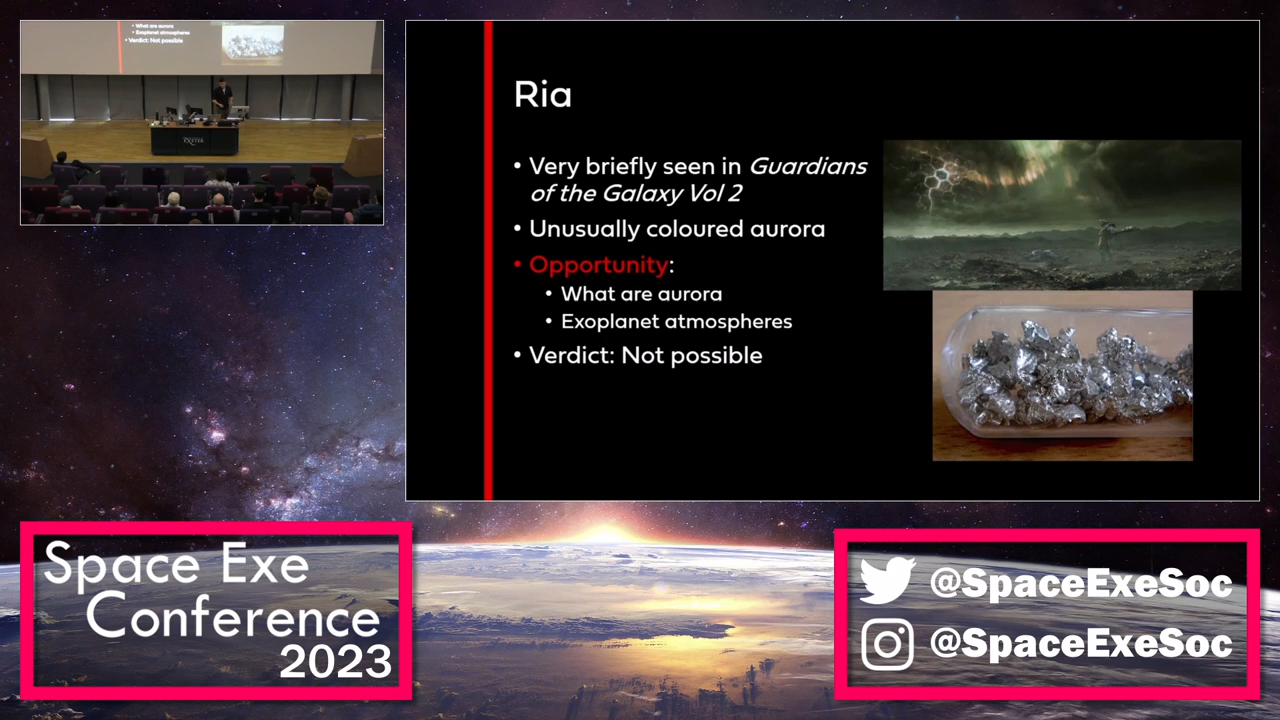 • What are aurora
• Exoplanet atmospheres
• Verdict: Not possible
EXETER
Ria
• Very briefly seen in Guardians
of the Galaxy Vol 2
• Unusually coloured aurora
• Opportunity:
• What are aurora
• Exoplanet atmospheres
• Verdict: Not possible
Space Exe
Conference
2023
@SpaceExeSoc
@SpaceExeSoc